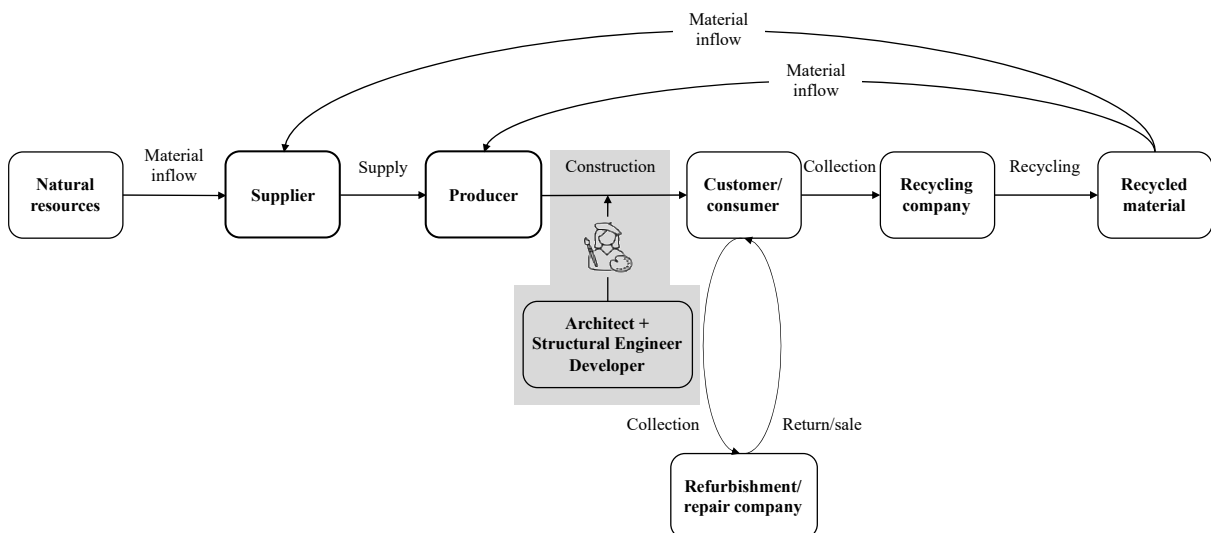 Material
inflow
Material
inflow
Natural
resources
Material
inflow
Supplier
Supply
Producer
Construction
Customer/
consumer
Collection
Recycling
company
Recycling
Recycled
material
Architect +
Structural Engineer
Developer
Collection
Return/sale
Refurbishment/
repair company